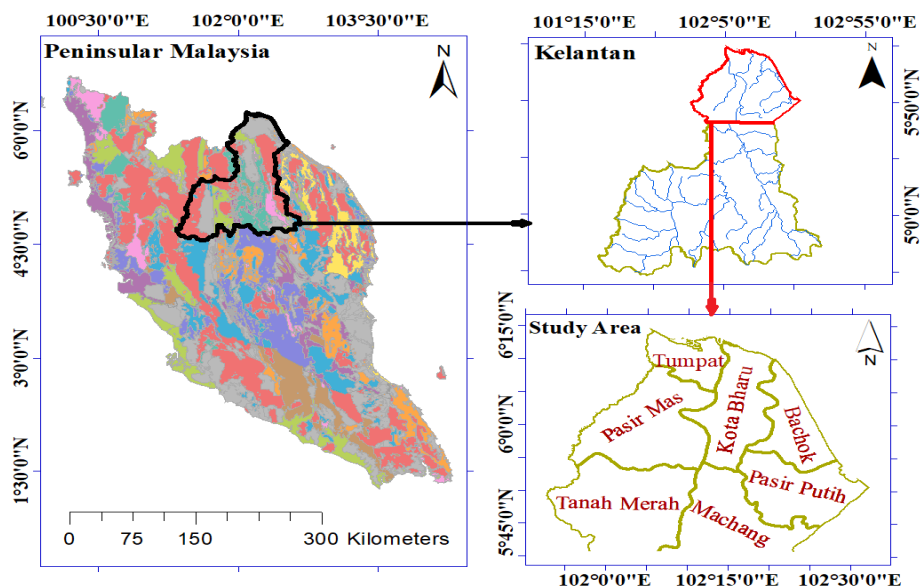 100°30'0"E 102°0'0"E 103°30'0"E
Peninsular Malaysia
N
6°0'0"N
4°30'0"N
3°0'0"N
1°30'0"N
0 75 150 300 Kilometers
101°15'0"E 102°5'0"E 102°55'0"E
Kelantan
N
5°50'0"N
5°0'0"N
Study Area
N
6°15'0"N
6°0'0"N
5°45'0"N
Tumpat
Pasir Mas
Kota Bharu
Bachok
Pasir Putih
Tanah Merah
Machang
102°0'0"E 102°15'0"E 102°30'0"E